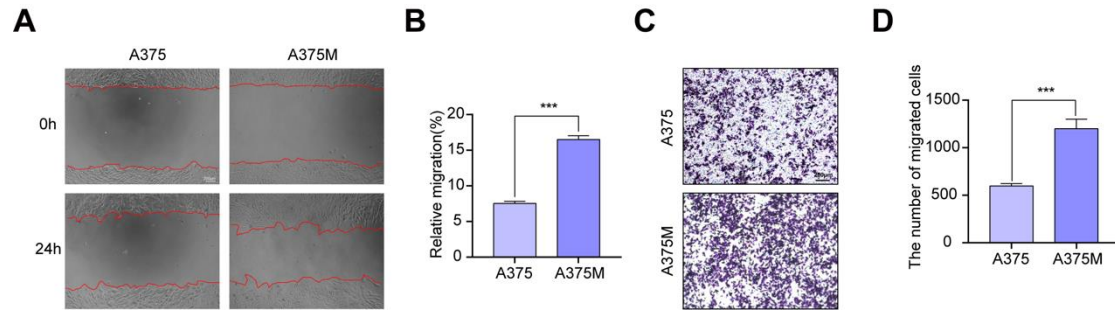 A
A375
A375M
0h
24h
B
Relative migration(%)
20
15
10
5
0
***
A375
A375M
C
A375
A375M
D
The number of migrated cells
1500
1000
500
0
***
A375
A375M